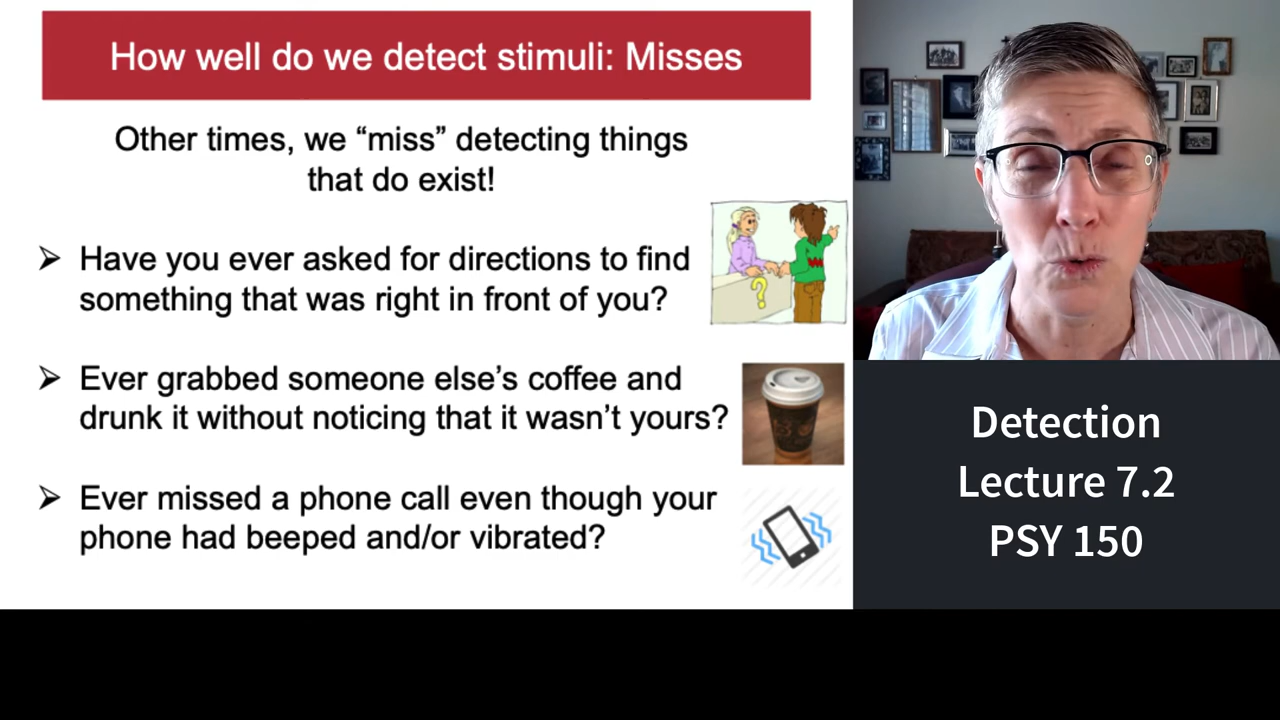 How well do we detect stimuli: Misses
Other times, we “miss” detecting things
that do exist!
➢ Have you ever asked for directions to find
something that was right in front of you?
?
➢ Ever grabbed someone else’s coffee and
drunk it without noticing that it wasn’t yours?
➢ Ever missed a phone call even though your
phone had beeped and/or vibrated?
Detection
Lecture 7.2
PSY 150